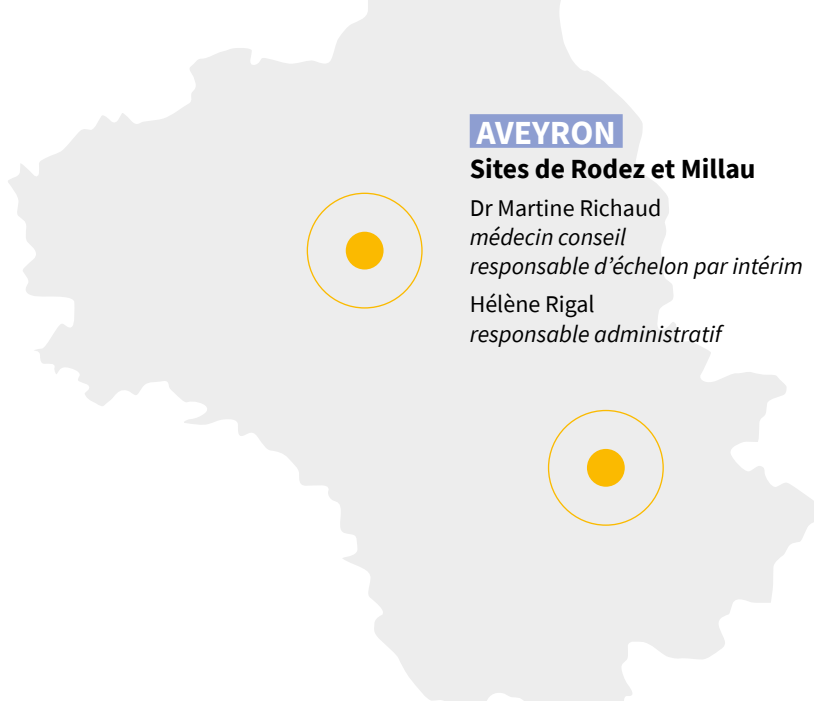 AVEYRON
Sites de Rodez et Millau
Dr Martine Richaud
médecin conseil
responsable d’échelon par intérim
Hélène Rigal
responsable administratif